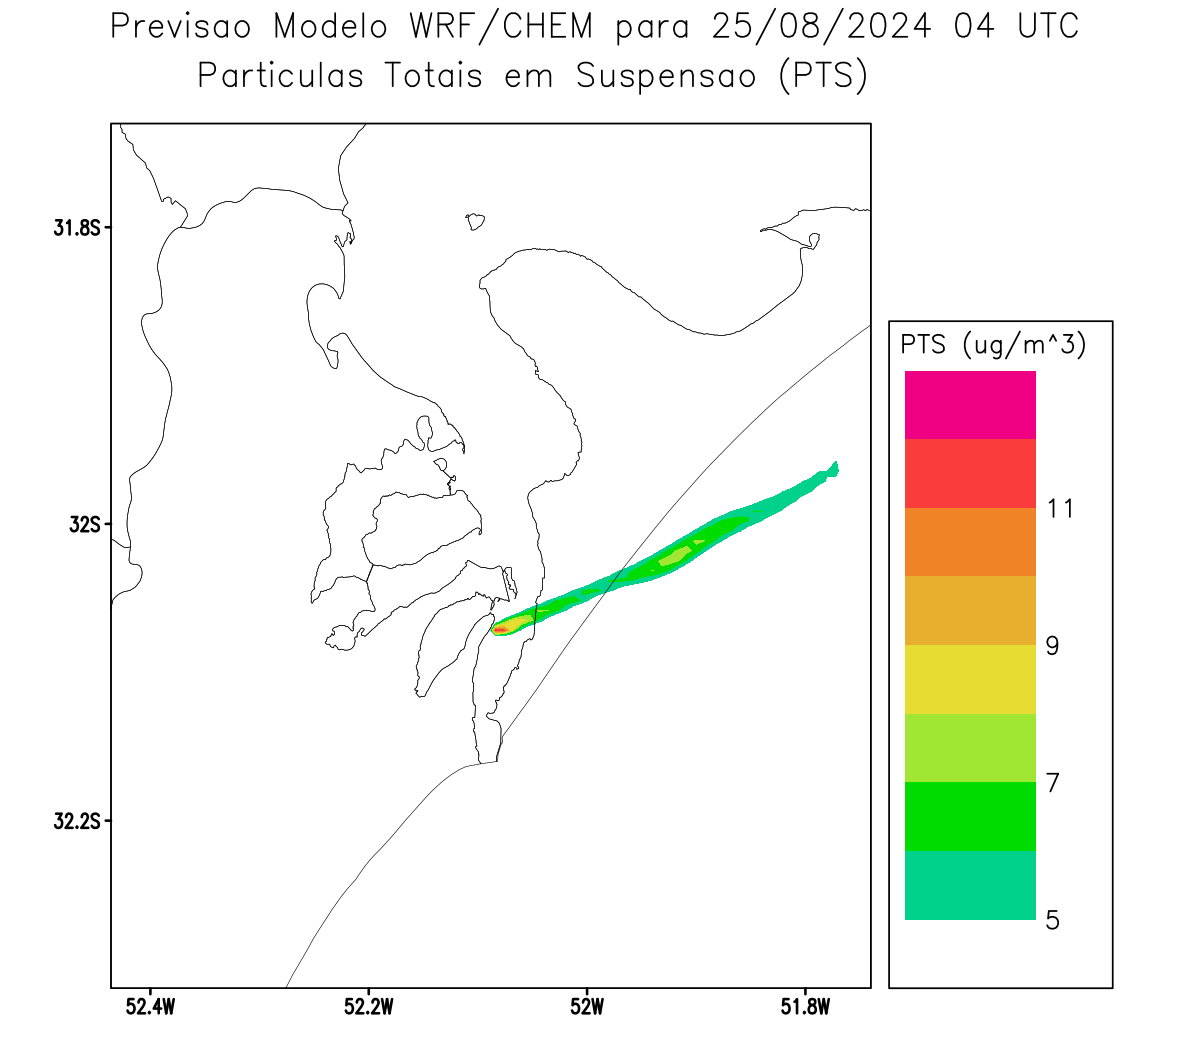 Previsao Modelo WRF/CHEM para 25/08/2024 04 UTC
Particulas Totais em Suspensao (PTS)
31.8S
32S
32.2S
52.4W
52.2W
52W
51.8W
PTS (ug/m^3)
11
9
7
5